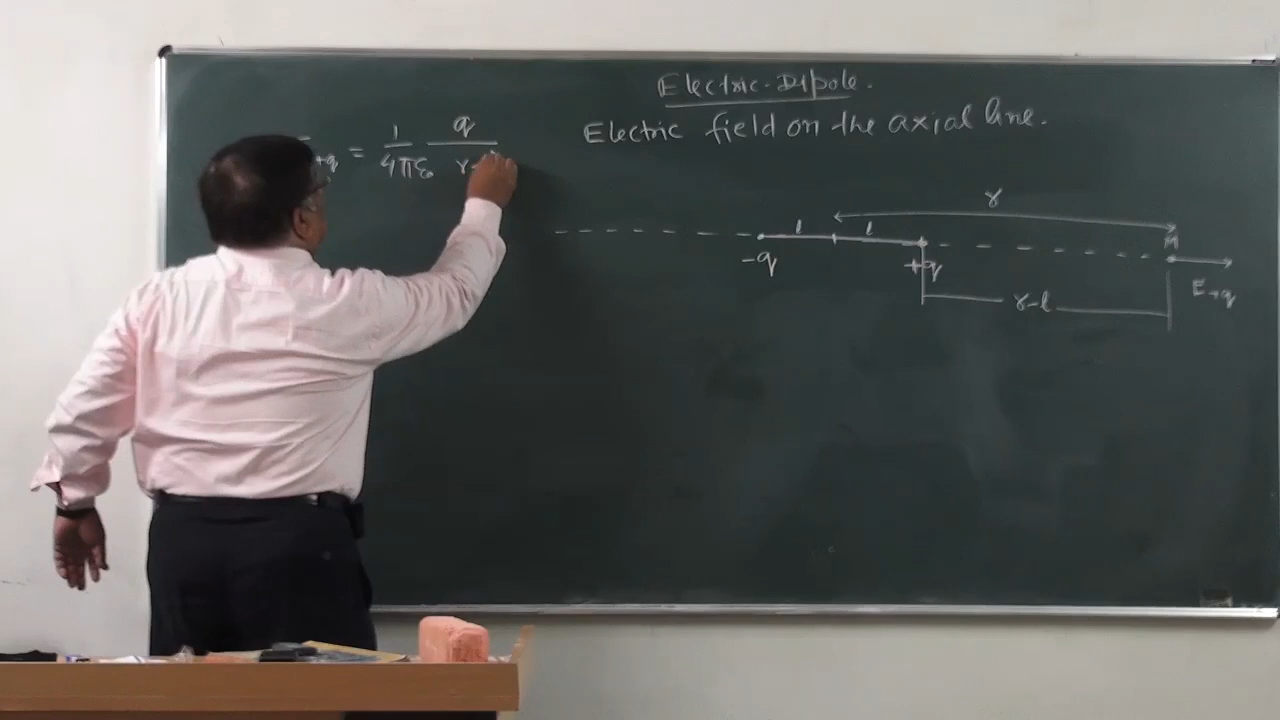 Electric-Dipole.
Electric field on the axial line.
+q = 1/4πε₀ q/r-
r
l l
M
-q
+q
E+q
r-l